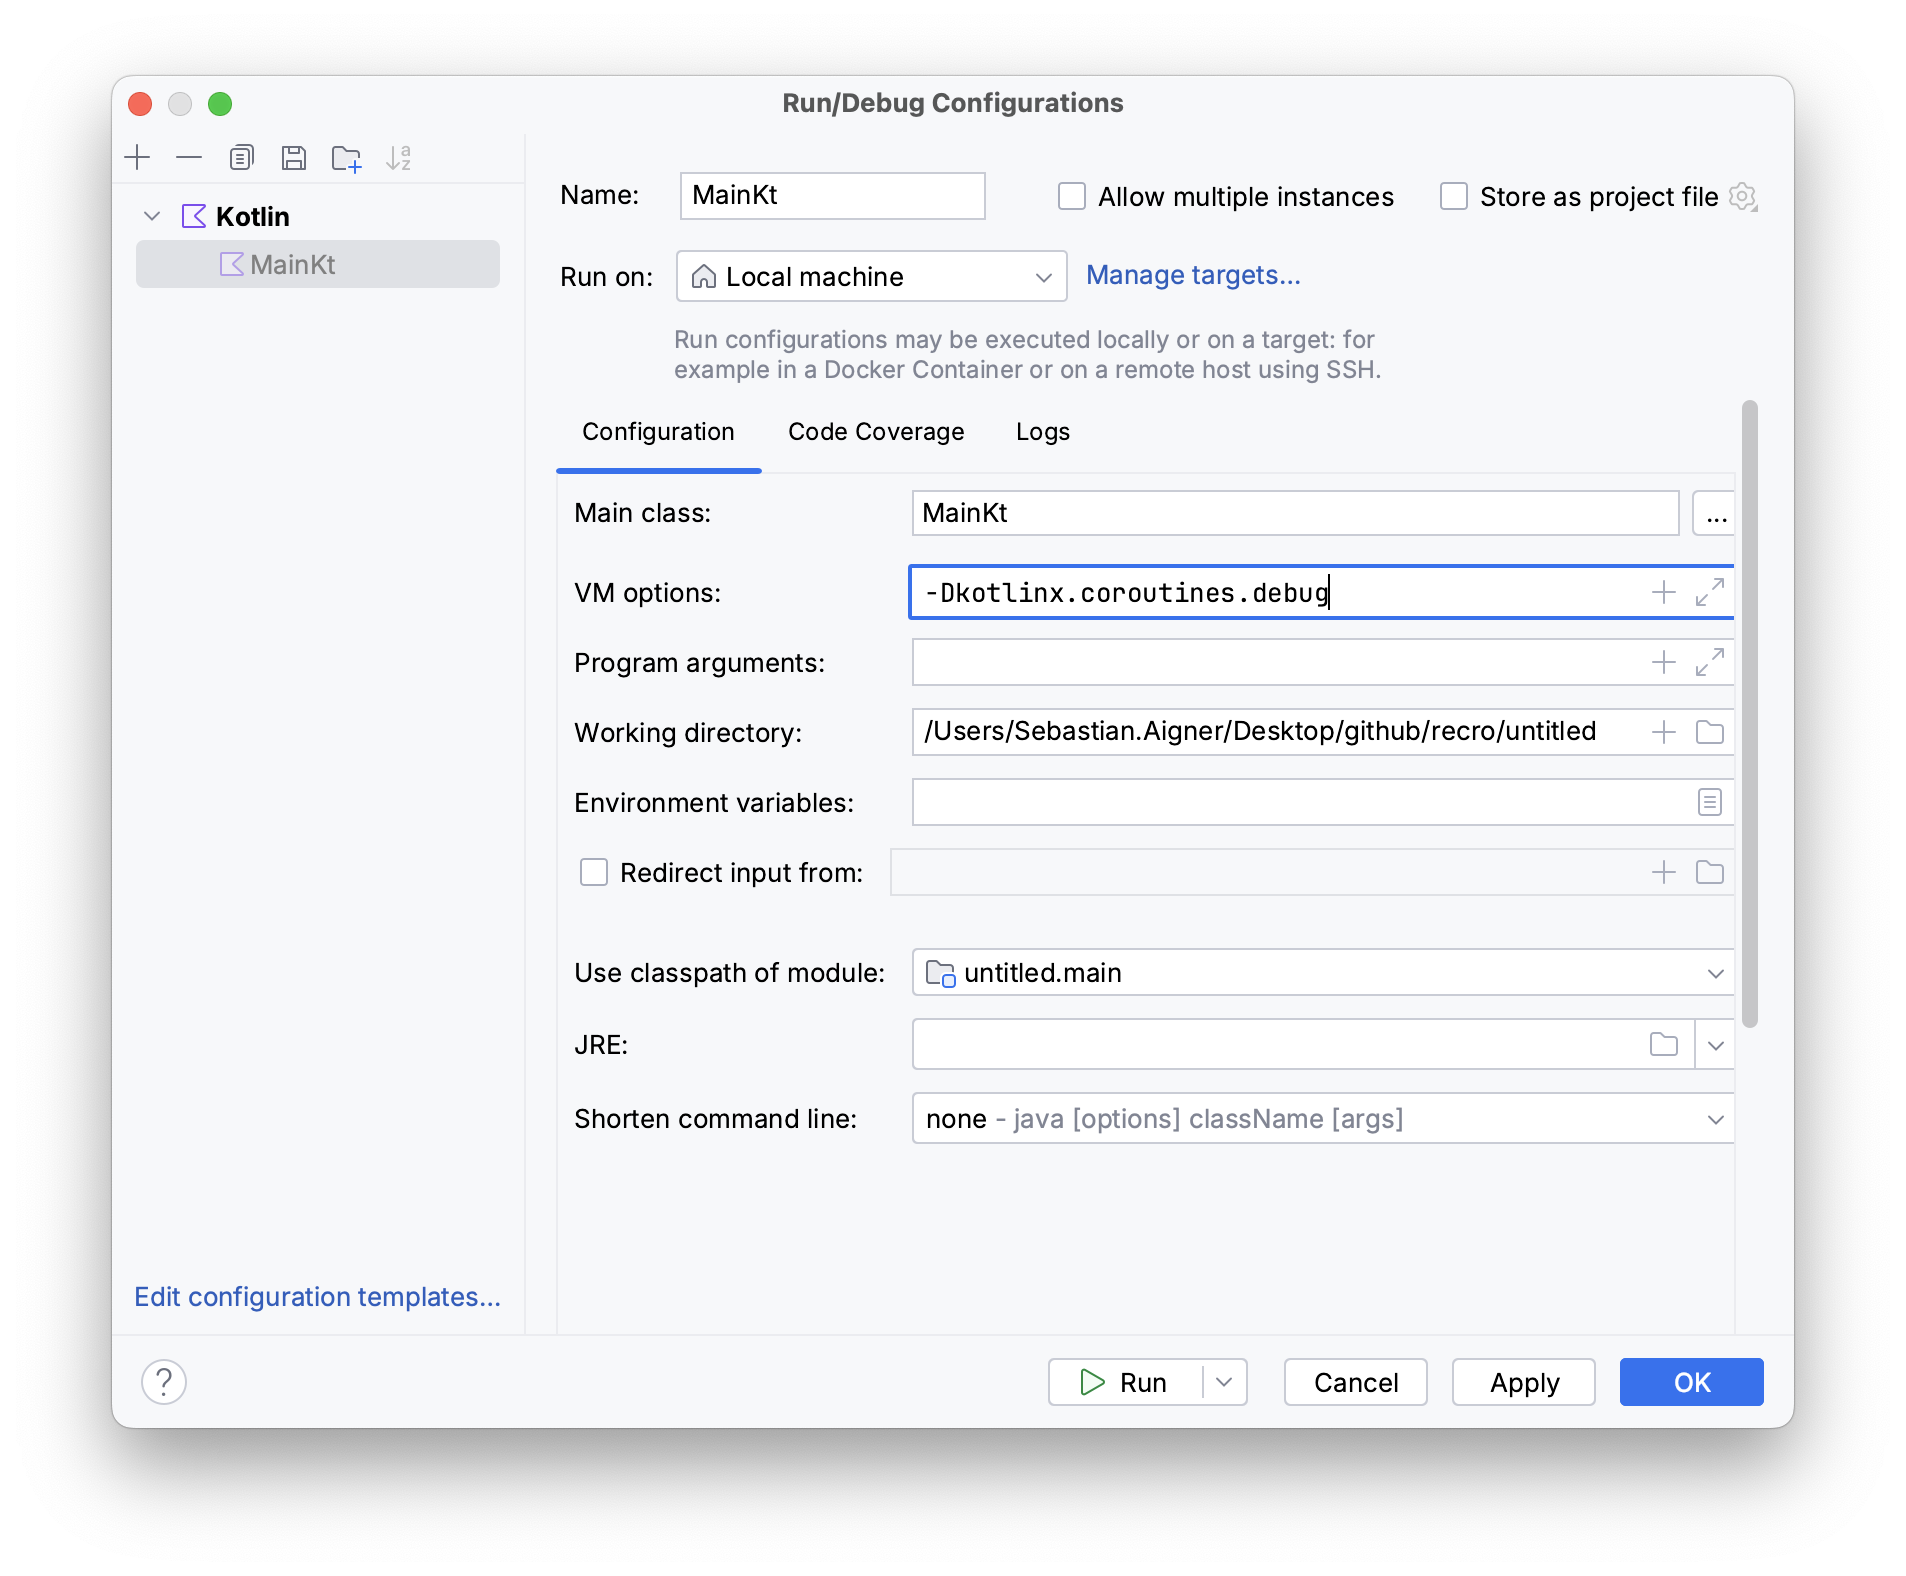 Run/Debug Configurations
Kotlin
MainKt
Name: MainKt Allow multiple instances Store as project file
Run on: Local machine Manage targets...
Run configurations may be executed locally or on a target: for
example in a Docker Container or on a remote host using SSH.
Configuration Code Coverage Logs
Main class: MainKt ...
VM options: -Dkotlinx.coroutines.debug
Program arguments:
Working directory: /Users/Sebastian.Aigner/Desktop/github/recro/untitled
Environment variables:
Redirect input from:
Use classpath of module: untitled.main
JRE:
Shorten command line: none - java [options] className [args]
Edit configuration templates...
? Run Cancel Apply OK